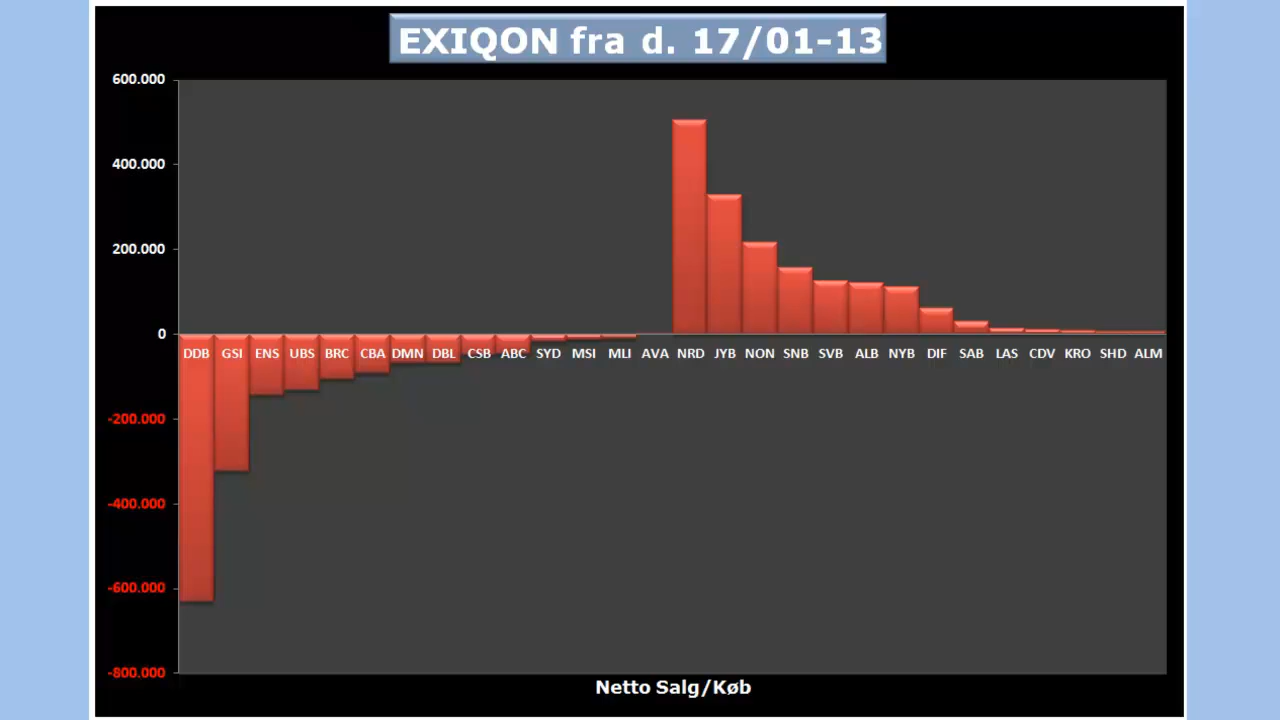 EXIQON fra d. 17/01-13
600.000
400.000
200.000
0
DDB GSI ENS UBS BRC CBA DMN DBL CSB ABC SYD MSI MLI AVA NRD JYB NON SNB SVB ALB NYB DIF SAB LAS CDV KRO SHD ALM
-200.000
-400.000
-600.000
-800.000
Netto Salg/Køb